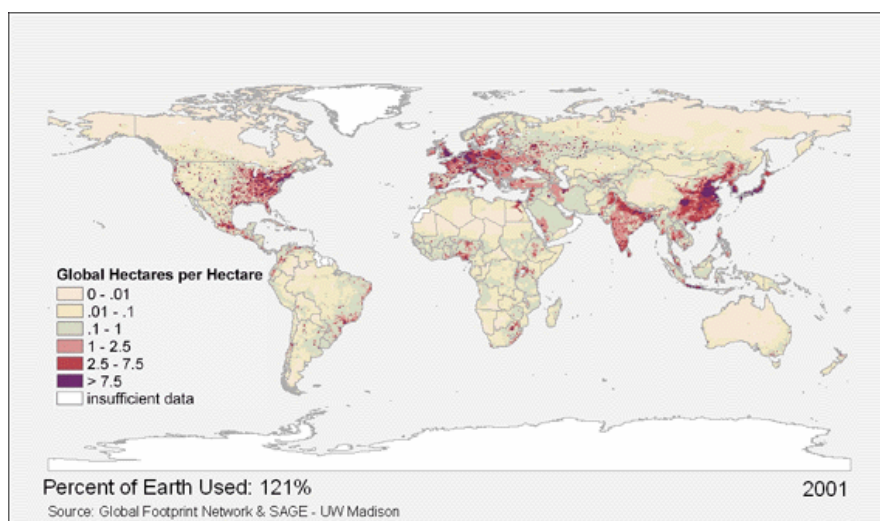 Global Hectares per Hectare
0 - .01
.01 - .1
.1 - 1
1 - 2.5
2.5 - 7.5
> 7.5
insufficient data
Percent of Earth Used: 121%
2001
Source: Global Footprint Network & SAGE - UW Madison